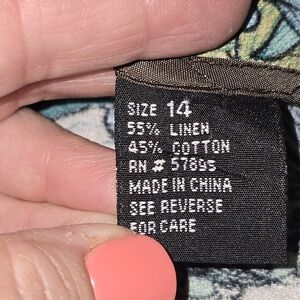 SIZE 14
55% LINEN
45% COTTON
RN # 57895
MADE IN CHINA
SEE REVERSE
FOR CARE